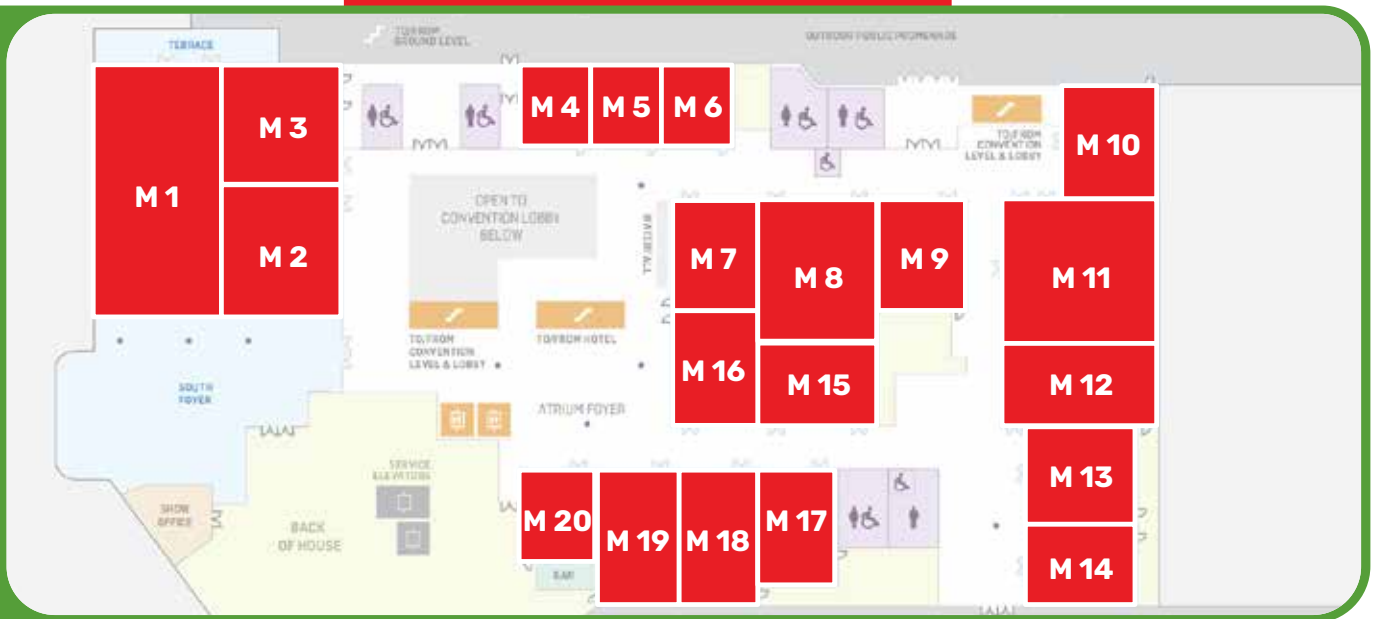 TERRACE
TO/FROM
GROUND LEVEL
OUTDOOR PUBLIC PROMENADE
M 1
M 3
M 2
M 4
M 5
M 6
TO/FROM
CONVENTION
LEVEL & LOBBY
M 10
OPEN TO
CONVENTION LOBBY
BELOW
WATERFALL
M 7
M 8
M 9
M 11
TO/FROM
CONVENTION
LEVEL & LOBBY
TO/FROM HOTEL
M 16
M 15
M 12
SOUTH
FOYER
ATRIUM FOYER
SERVICE
ELEVATORS
M 13
SHOW
OFFICE
BACK
OF HOUSE
M 20
M 19
M 18
M 17
BAR
M 14